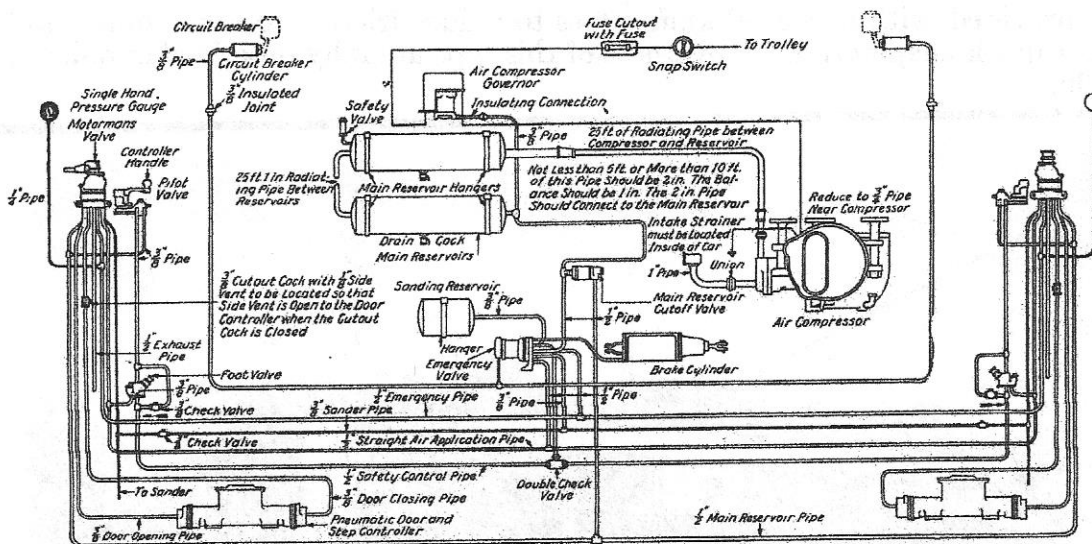 Circuit Breaker
3/8" Pipe
Circuit Breaker
Cylinder
3/8" Insulated
Joint
Fuse Cutout
with Fuse
To Trolley
Snap Switch
Air Compressor
Governor
Insulating Connection
Single Hand
Pressure Gauge
Motormans
Valve
Controller
Handle
Pilot
Valve
1/4" Pipe
3/8" Pipe
Safety
Valve
3/8" Pipe
25 ft of Radiating Pipe between
Compressor and Reservoir
25 ft 1 in Radiat-
ing Pipe Between
Reservoirs
Main Reservoir Hangers
Not Less than 5 ft. or More than 10 ft.
of this Pipe Should be 2 in. The Bal-
ance Should be 1 in. The 2 in Pipe
Should Connect to the Main Reservoir
Reduce to 3/4" Pipe
Near Compressor
Drain Cock
Main Reservoirs
Intake Strainer
must be Located
Inside of Car
1" Pipe
Union
Air Compressor
3/8" Cutout Cock with 1/8" Side
Vent to be Located so that
Side Vent is Open to the Door
Controller when the Cutout
Cock is Closed
Sanding Reservoir
3/4" Pipe
Main Reservoir
Cutoff Valve
1/2" Pipe
Hanger
Emergency
Valve
Brake Cylinder
1/2" Exhaust
Pipe
Foot Valve
3/8" Pipe
3/8" Check Valve
1/2" Emergency Pipe
3/8" Pipe
1/2" Pipe
3/8" Sander Pipe
Check Valve
1/2" Straight Air Application Pipe
1/2" Safety Control Pipe
Double Check
Valve
To Sander
3/8" Door Closing Pipe
Pneumatic Door and
Step Controller
3/8" Door Opening Pipe
1/2" Main Reservoir Pipe